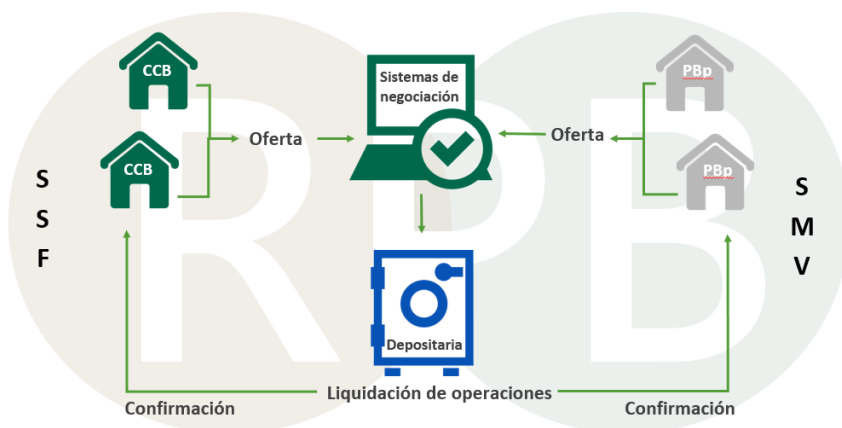 CCB
PBp
Sistemas de
negociación
Oferta
Oferta
CCB
PBp
S
S
F
S
M
V
R P B
Depositaria
Liquidación de operaciones
Confirmación
Confirmación